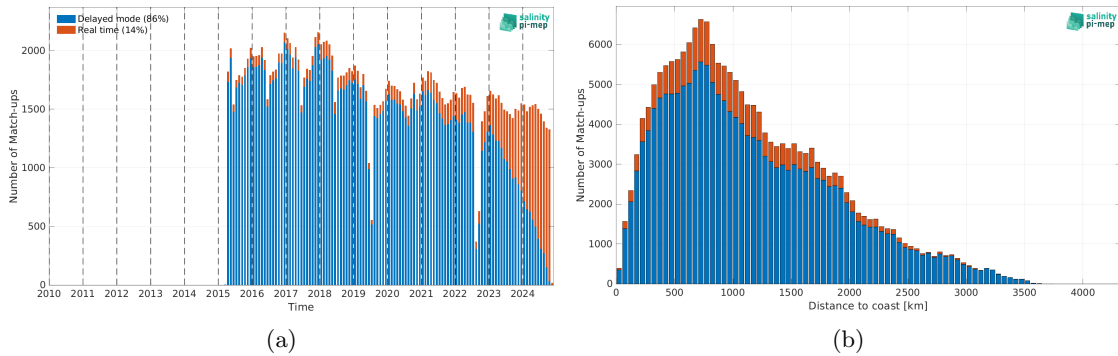 Delayed mode (86%)
Real time (14%)
salinity
pi-mep
Number of Match-ups
2000
1500
1000
500
0
2010 2011 2012 2013 2014 2015 2016 2017 2018 2019 2020 2021 2022 2023 2024
Time
(a)
salinity
pi-mep
Number of Match-ups
6000
5000
4000
3000
2000
1000
0
0 500 1000 1500 2000 2500 3000 3500 4000
Distance to coast [km]
(b)